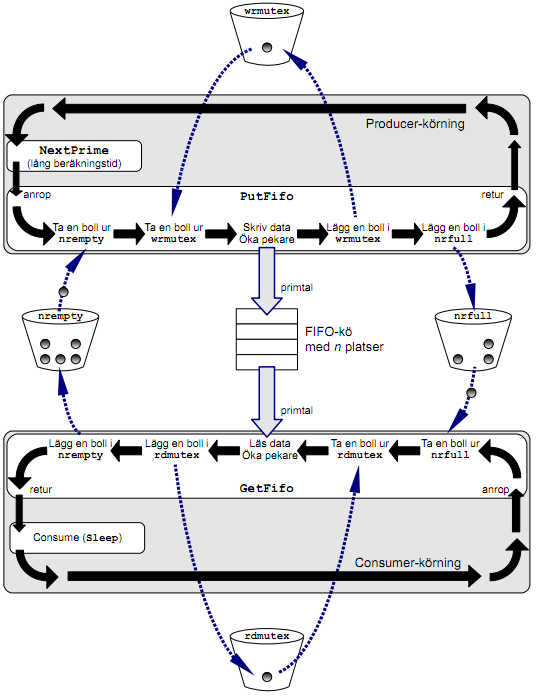 wrmutex
Producer-körning
NextPrime
(lång beräkningstid)
anrop
PutFifo
retur
Ta en boll ur
nrempty
Ta en boll ur
wrmutex
Skriv data
Öka pekare
Lägg en boll i
wrmutex
Lägg en boll i
nrfull
primtal
nrempty
FIFO-kö
med n platser
nrfull
primtal
Lägg en boll i
nrempty
Lägg en boll i
rdmutex
Läs data
Öka pekare
Ta en boll ur
rdmutex
Ta en boll ur
nrfull
retur
GetFifo
anrop
Consume (Sleep)
Consumer-körning
rdmutex